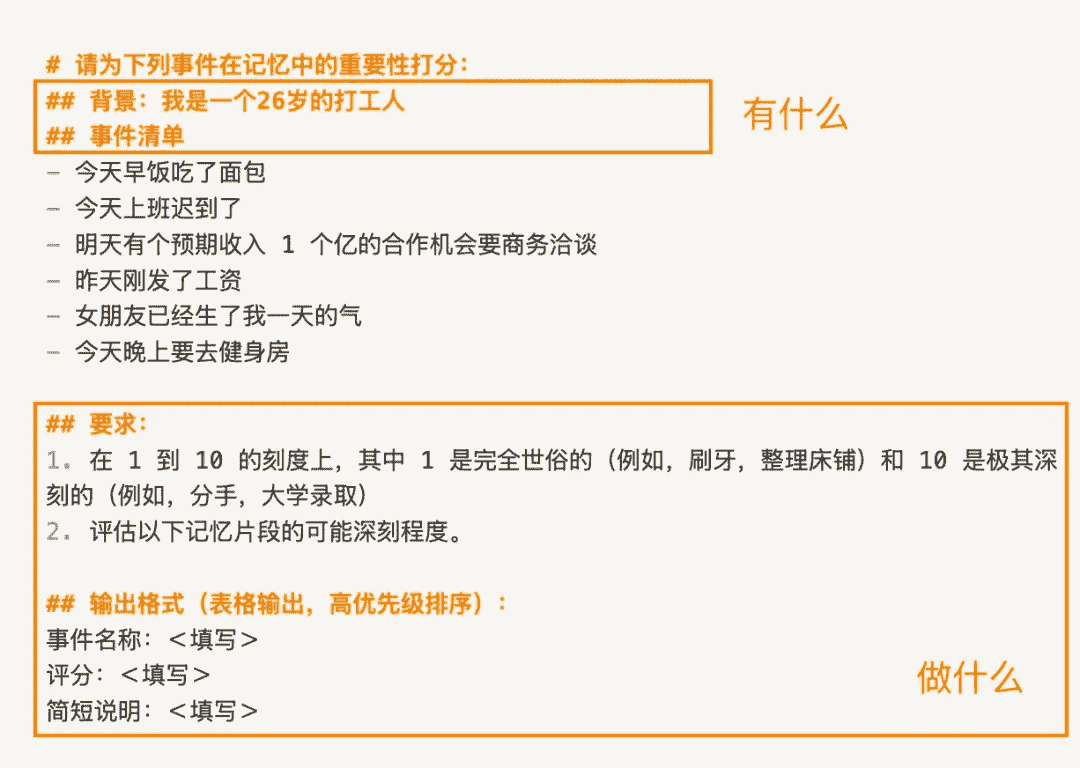 # 请为下列事件在记忆中的重要性打分：
## 背景：我是一个26岁的打工人
## 事件清单
有什么
- 今天早饭吃了面包
- 今天上班迟到了
- 明天有个预期收入 1 个亿的合作机会要商务洽谈
- 昨天刚发了工资
- 女朋友已经生了我一天的气
- 今天晚上要去健身房
## 要求：
1. 在 1 到 10 的刻度上，其中 1 是完全世俗的（例如，刷牙，整理床铺）和 10 是极其深
刻的（例如，分手，大学录取）
2. 评估以下记忆片段的可能深刻程度。
## 输出格式（表格输出，高优先级排序）：
事件名称：<填写>
评分：<填写>
简短说明：<填写>
做什么